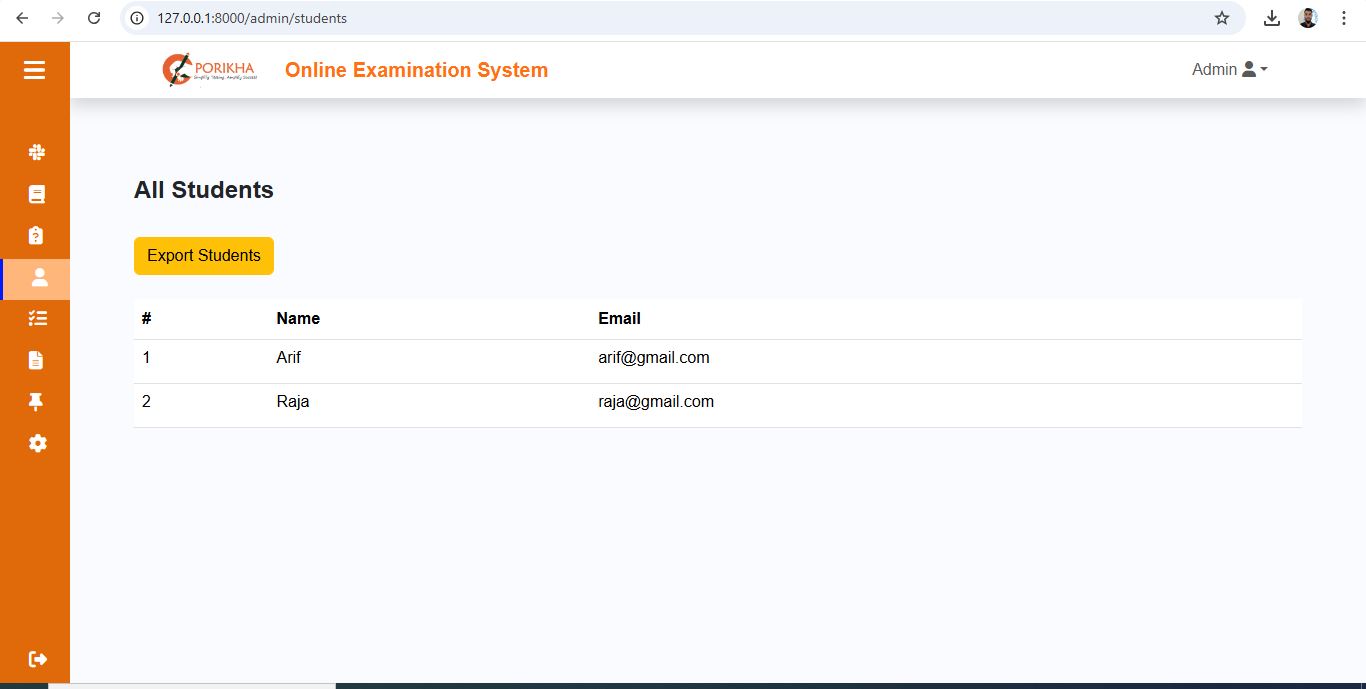 127.0.0.1:8000/admin/students
PORIKHA
Online Examination System
Admin
All Students
Export Students
# Name Email
1 Arif arif@gmail.com
2 Raja raja@gmail.com